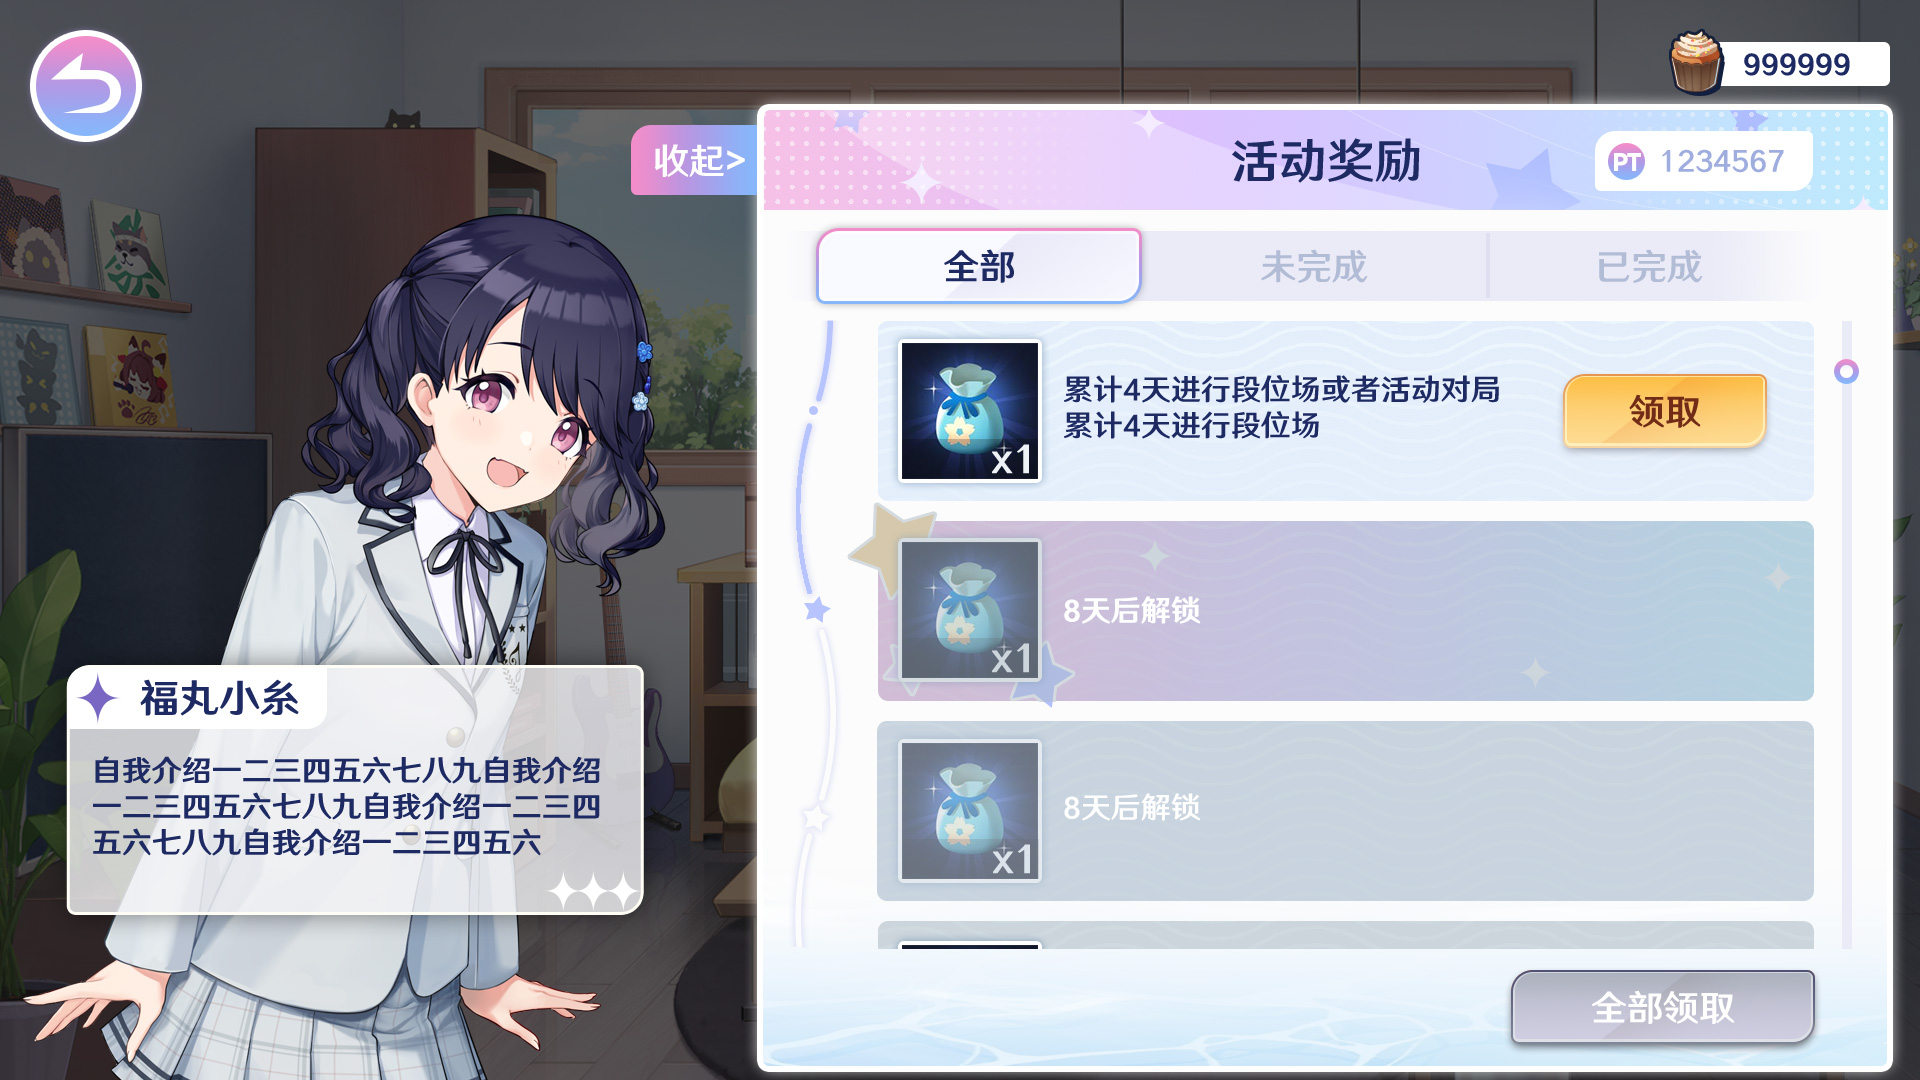 999999
收起>
活动奖励
PT 1234567
全部
未完成
已完成
累计4天进行段位场或者活动对局
累计4天进行段位场
领取
x1
8天后解锁
x1
8天后解锁
x1
福丸小糸
自我介绍一二三四五六七八九自我介绍
一二三四五六七八九自我介绍一二三四
五六七八九自我介绍一二三四五六
全部领取